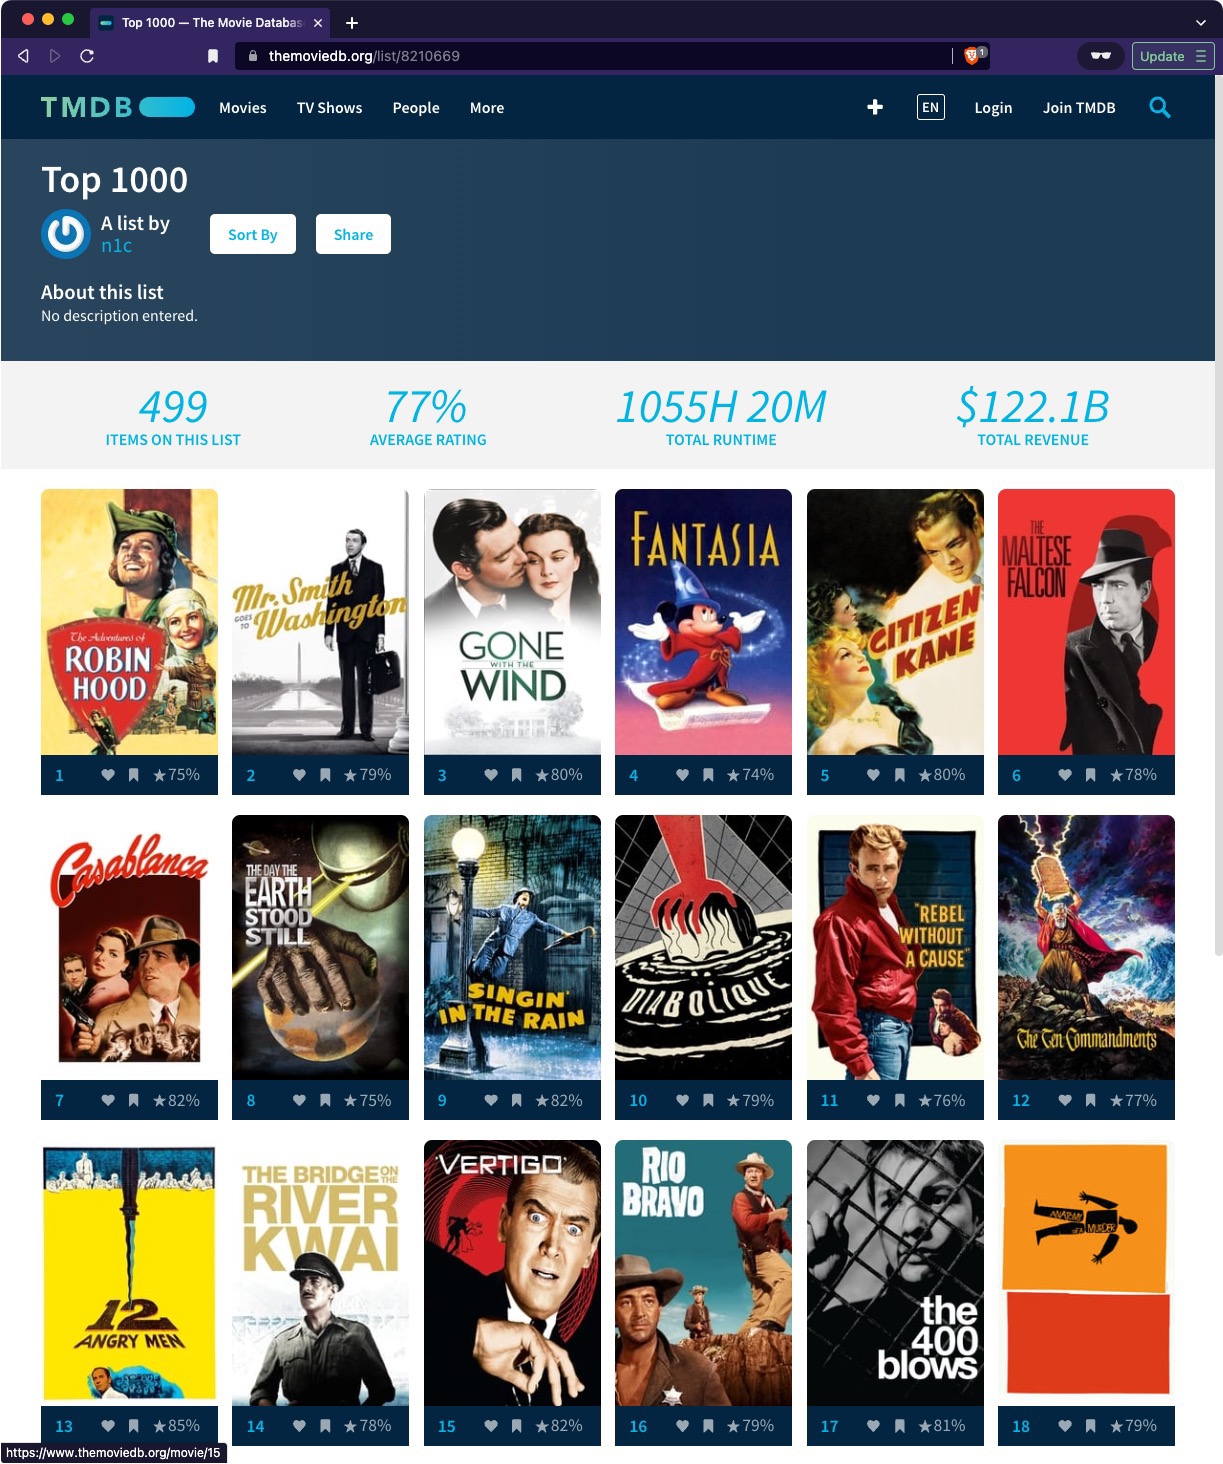 Top 1000 — The Movie Databas
themoviedb.org/list/8210669
1
Update
TMDB
Movies
TV Shows
People
More
EN
Login
Join TMDB
Top 1000
A list by
n1c
Sort By
Share
About this list
No description entered.
499
ITEMS ON THIS LIST
77%
AVERAGE RATING
1055H 20M
TOTAL RUNTIME
$122.1B
TOTAL REVENUE
The Adventures of
ROBIN
HOOD
Mr. Smith
GOES
TO
Washington
GONE
WITH THE
WIND
FANTASIA
CITIZEN
KANE
THE
MALTESE
FALCON
1
75%
2
79%
3
80%
4
74%
5
80%
6
78%
Casablanca
THE DAY THE
EARTH
STOOD
STILL
SINGIN'
IN THE RAIN
DIABOLIQUE
"REBEL
WITHOUT
A CAUSE"
The Ten Commandments
7
82%
8
75%
9
82%
10
79%
11
76%
12
77%
12
ANGRY MEN
THE BRIDGE ON THE
RIVER
KWAI
VERTIGO
RIO
BRAVO
the
400
blows
ANATOMY
OF A
MURDER
13
85%
14
78%
15
82%
16
79%
17
81%
18
79%
https://www.themoviedb.org/movie/15